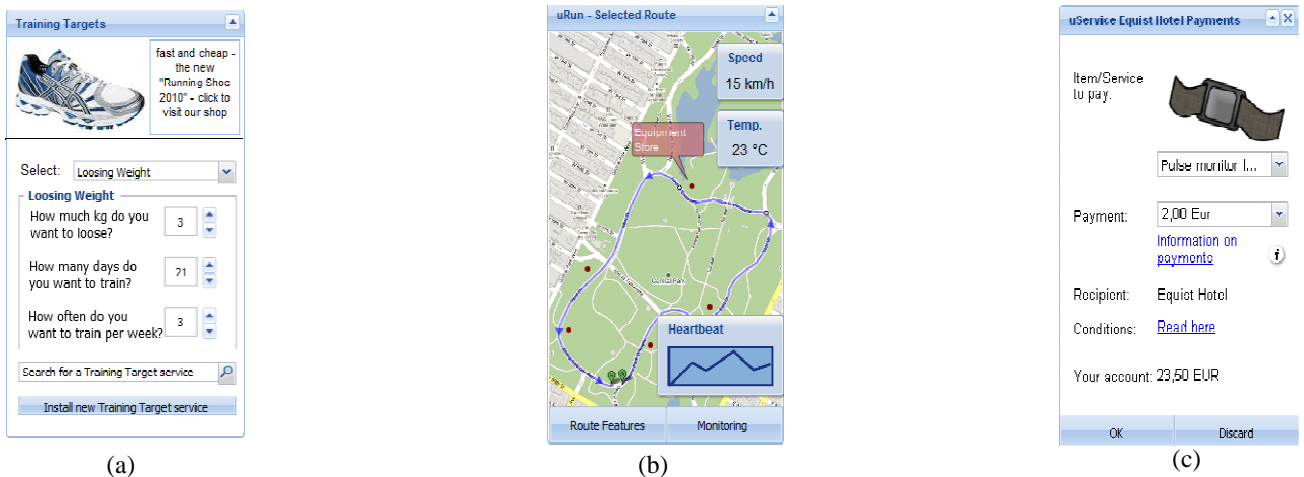 Training Targets
fast and cheap -
the new
"Running Shoe
2010" - click to
visit our shop
Select: Loosing Weight
Loosing Weight
How much kg do you
want to loose?
3
How many days do
you want to train?
21
How often do you
want to train per week?
3
Search for a Training Target service
Install new Training Target service
(a)
uRun - Selected Route
Speed
15 km/h
Temp.
23 °C
Equipment
Store
Central Park
Heartbeat
Route Features
Monitoring
(b)
uService Equist Hotel Payments
Item/Service
to pay.
Pulse monitor I...
Payment: 2,00 Eur
Information on
payments
i
Recipient: Equist Hotel
Conditions: Read here
Your account: 23,50 EUR
OK
Discard
(c)